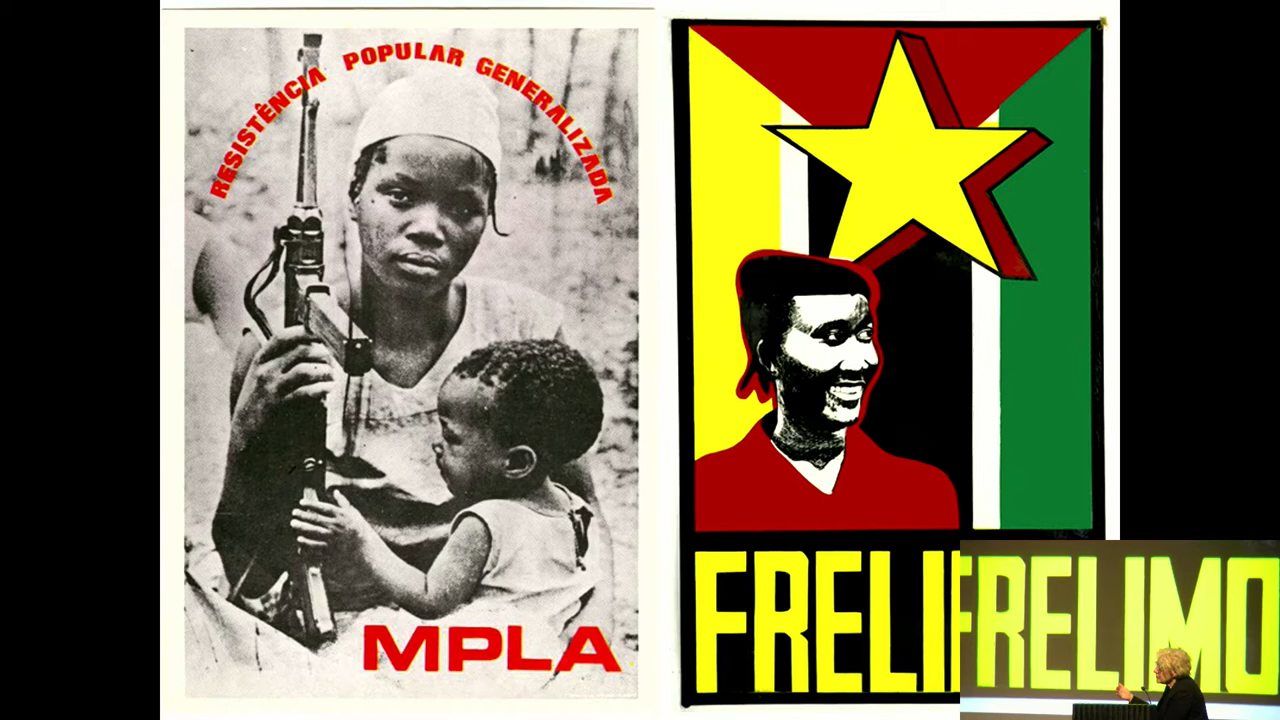 RESISTÊNCIA POPULAR GENERALIZADA
MPLA
FRELI
FRELIMO